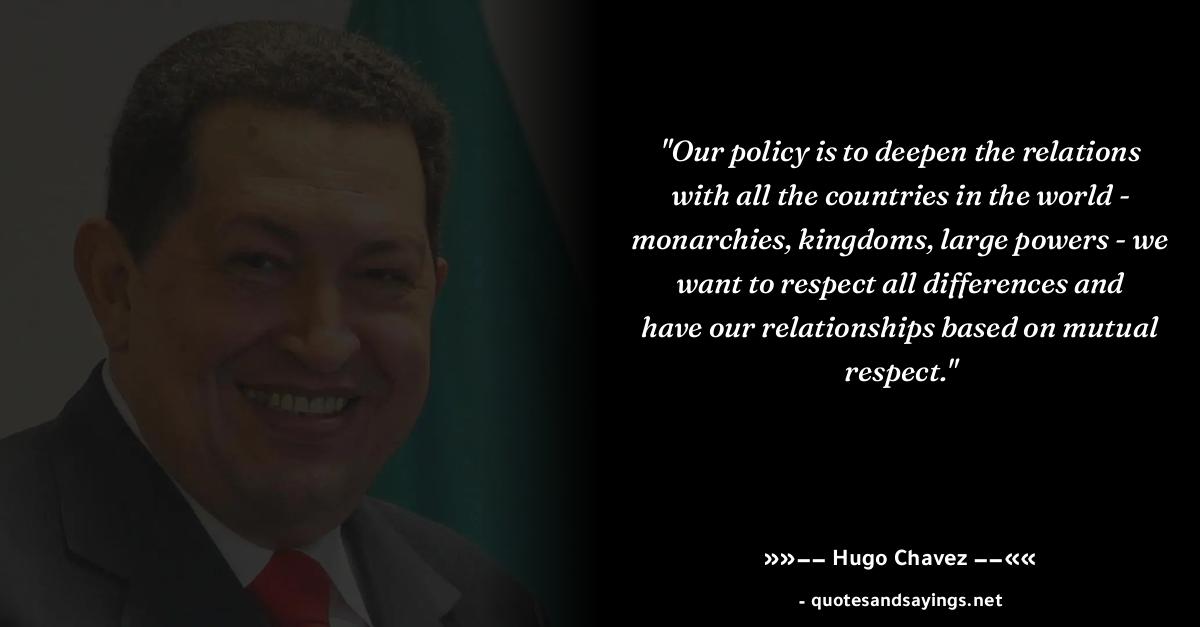 "Our policy is to deepen the relations
with all the countries in the world -
monarchies, kingdoms, large powers - we
want to respect all differences and
have our relationships based on mutual
respect."
»»−− Hugo Chavez −−««
- quotesandsayings.net